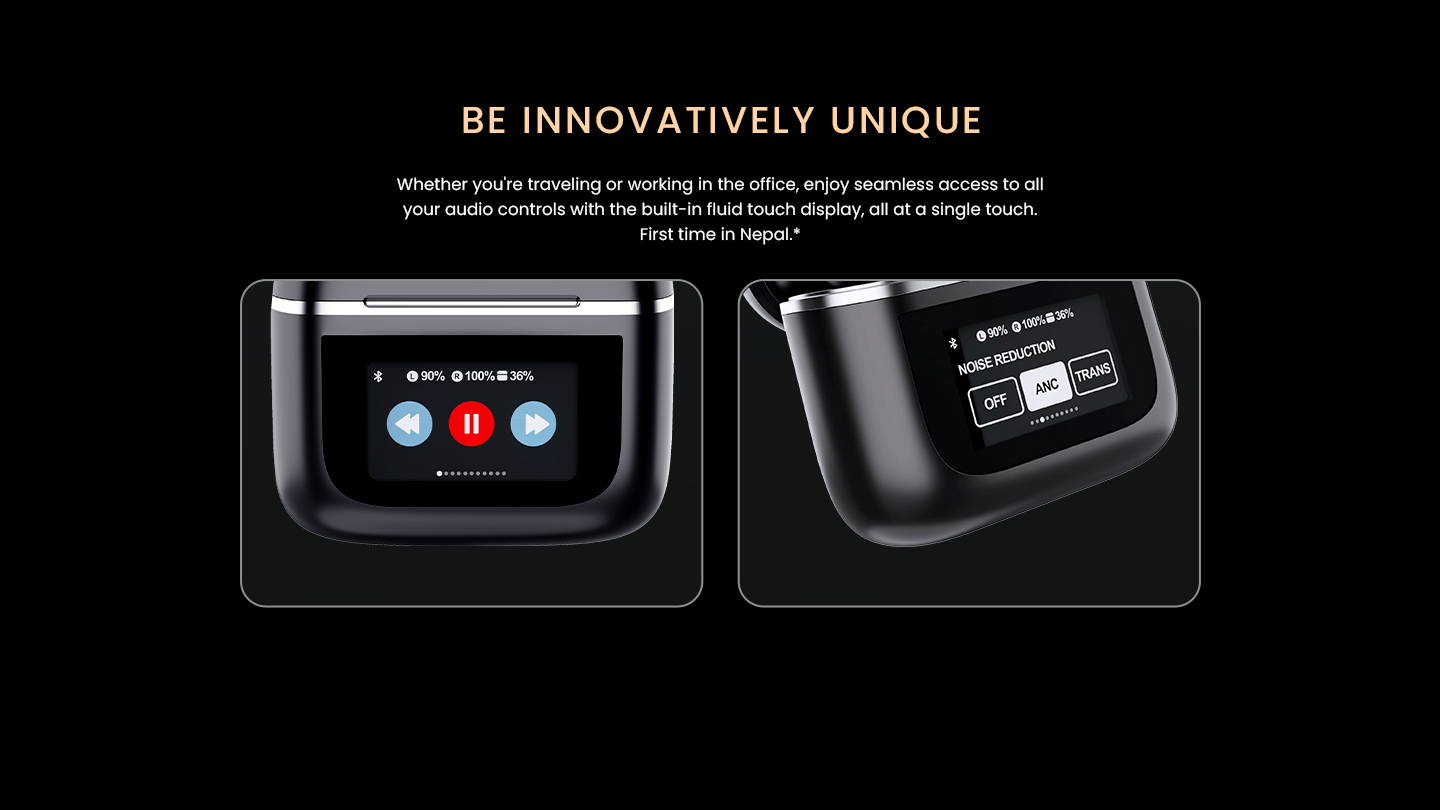 BE INNOVATIVELY UNIQUE
Whether you're traveling or working in the office, enjoy seamless access to all
your audio controls with the built-in fluid touch display, all at a single touch.
First time in Nepal.*
L 90% R 100% 36%
L 90% R 100% 36%
NOISE REDUCTION
OFF ANC TRANS